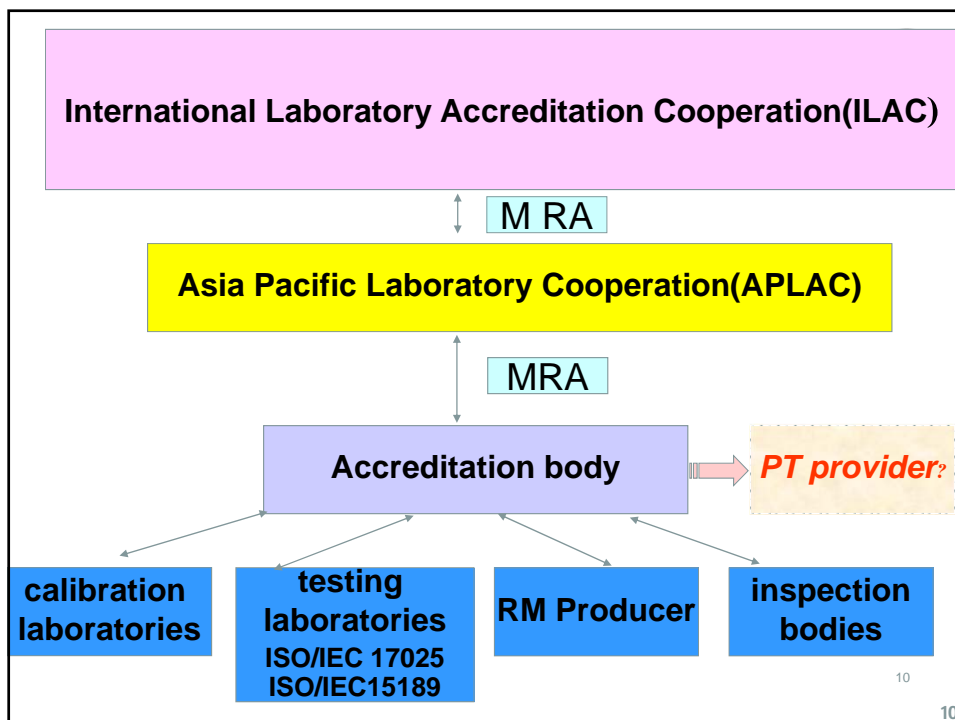 International Laboratory Accreditation Cooperation(ILAC)
M RA
Asia Pacific Laboratory Cooperation(APLAC)
MRA
Accreditation body
PT provider?
calibration
laboratories
testing
laboratories
ISO/IEC 17025
ISO/IEC15189
RM Producer
inspection
bodies
10
10